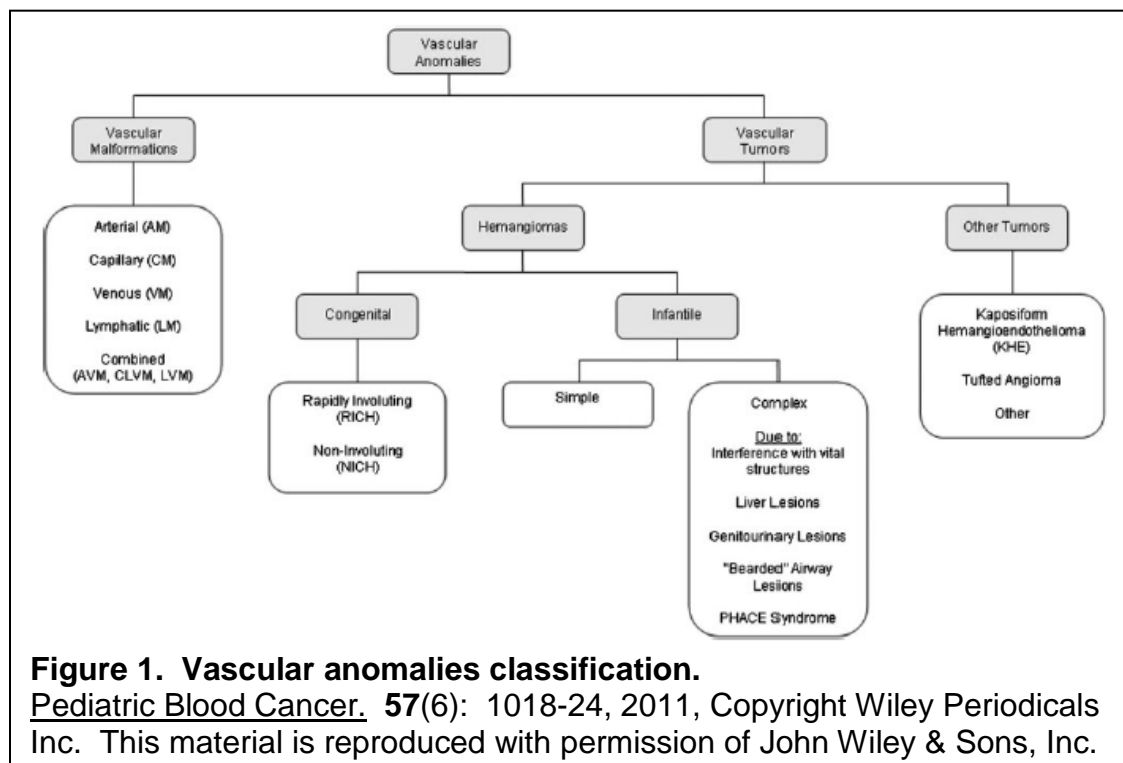 Vascular
Anomalies
Vascular
Malformations
Vascular
Tumors
Arterial (AM)
Capillary (CM)
Venous (VM)
Lymphatic (LM)
Combined
(AVM, CLVM, LVM)
Hemangiomas
Other Tumors
Congenital
Infantile
Kaposiform
Hemangioendothelioma
(KHE)
Tufted Angioma
Other
Rapidly Involuting
(RICH)
Non-Involuting
(NICH)
Simple
Complex
Due to:
Interference with vital
structures
Liver Lesions
Genitourinary Lesions
"Bearded" Airway
Lesiions
PHACE Syndrome
Figure 1. Vascular anomalies classification.
Pediatric Blood Cancer. 57(6): 1018-24, 2011, Copyright Wiley Periodicals
Inc. This material is reproduced with permission of John Wiley & Sons, Inc.